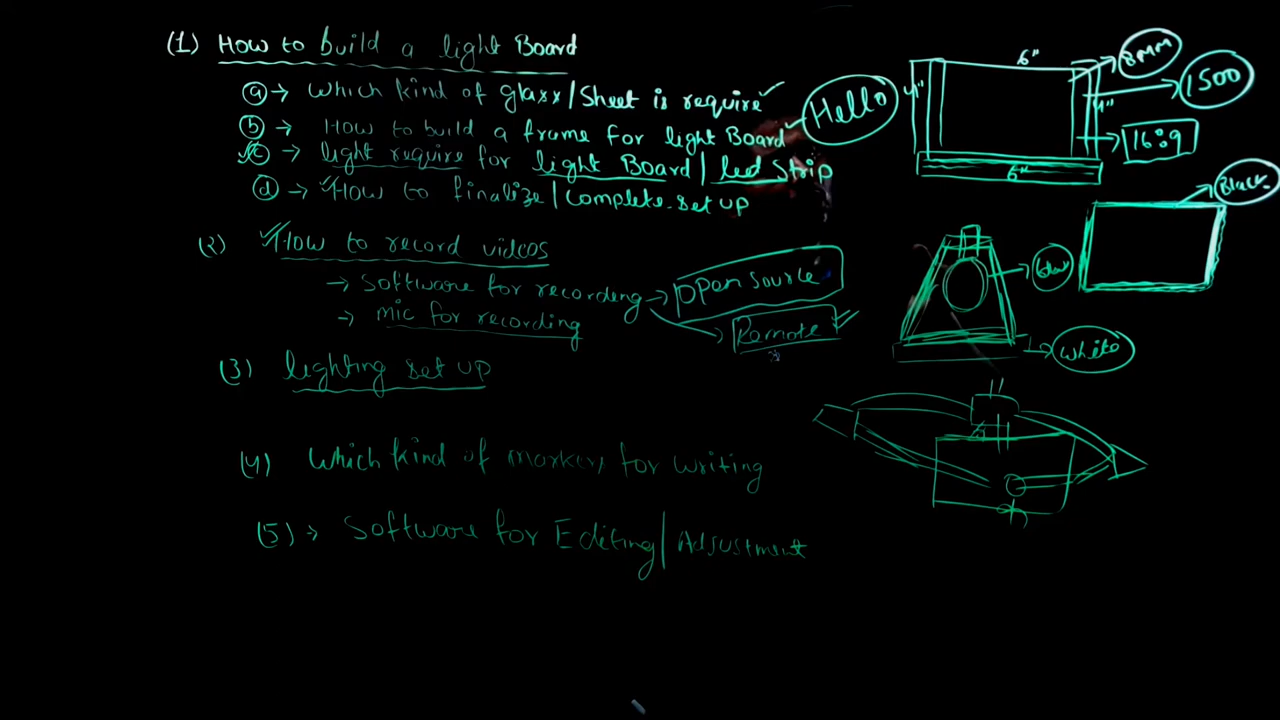 (1) How to build a light Board
(a) → which kind of glaxx/Sheet is require
(b) → How to build a frame for light Board
(c) → light require for light Board | led Strip
(d) → How to finalize/complete set up
Hello
6"
4"
4"
6"
8MM
1500
16:9
Black
(2) How to record videos
→ Software for recording → Open Source
→ Remote
→ mic for recording
White
(3) lighting set up
(4) Which kind of markers for writing
(5) → Software for Editing | Adjustment